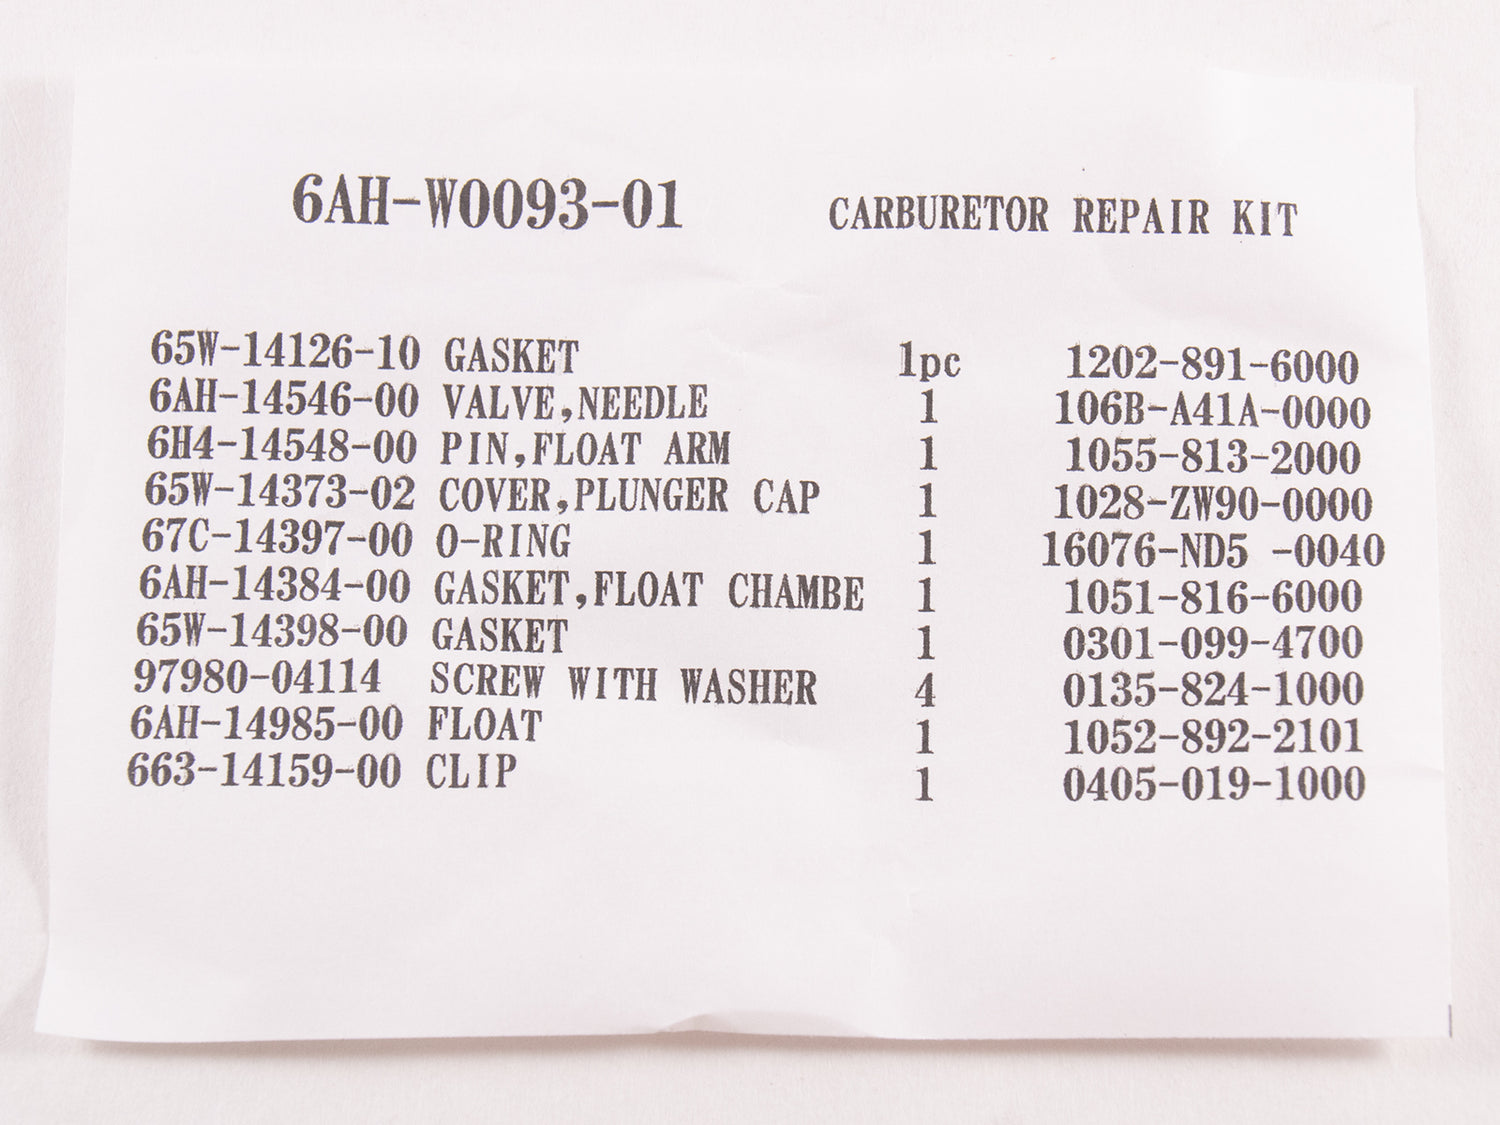 6AH-W0093-01 CARBURETOR REPAIR KIT
65W-14126-10 GASKET 1pc 1202-891-6000
6AH-14546-00 VALVE,NEEDLE 1 106B-A41A-0000
6H4-14548-00 PIN,FLOAT ARM 1 1055-813-2000
65W-14373-02 COVER,PLUNGER CAP 1 1028-ZW90-0000
67C-14397-00 O-RING 1 16076-ND5 -0040
6AH-14384-00 GASKET,FLOAT CHAMBE 1 1051-816-6000
65W-14398-00 GASKET 1 0301-099-4700
97980-04114 SCREW WITH WASHER 4 0135-824-1000
6AH-14985-00 FLOAT 1 1052-892-2101
663-14159-00 CLIP 1 0405-019-1000